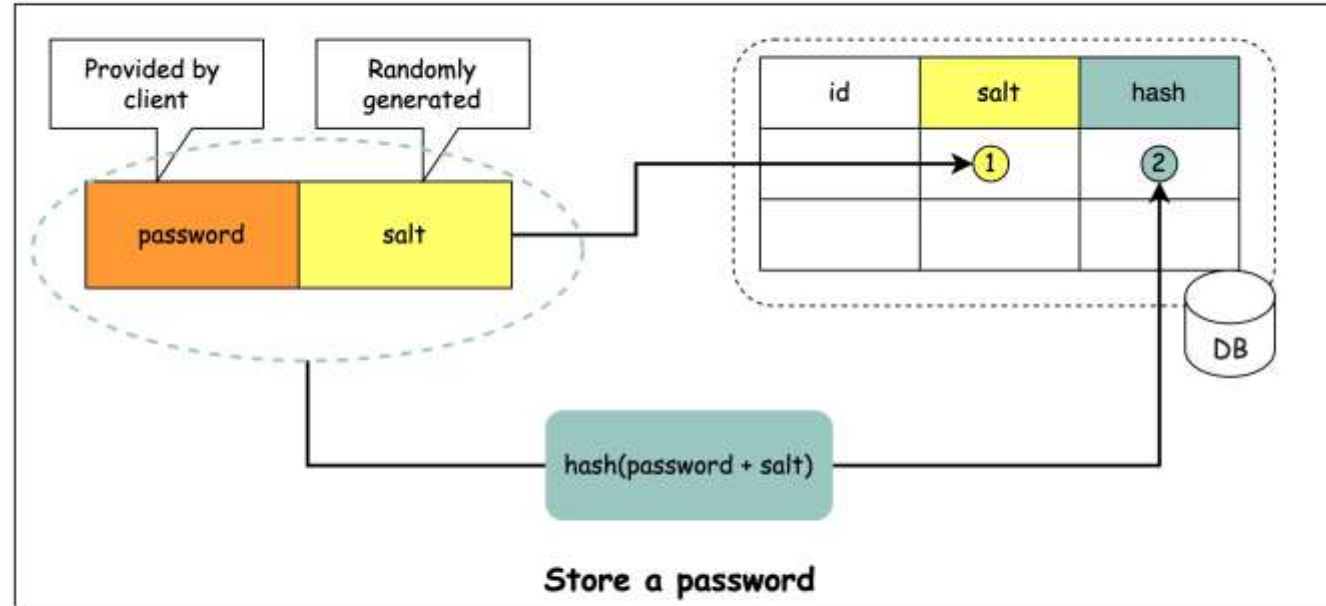 Provided by
client
Randomly
generated
id
salt
hash
password
salt
1
2
DB
hash(password + salt)
Store a password